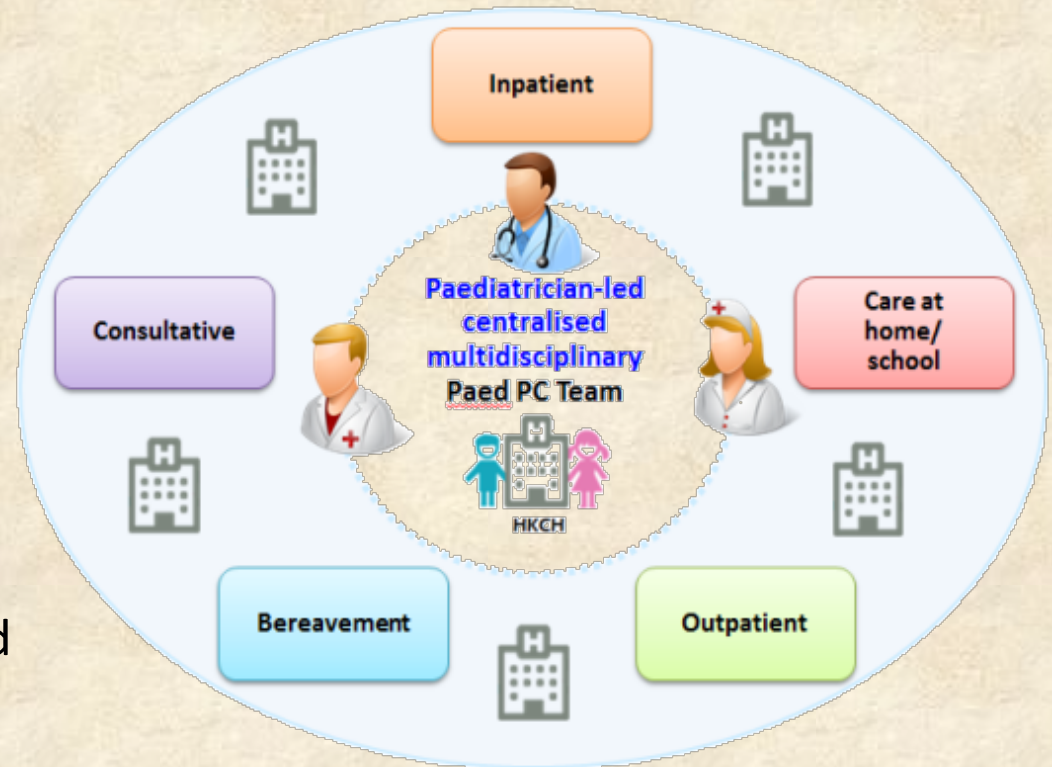 Inpatient
Consultative
Paediatrician-led
centralised
multidisciplinary
Paed PC Team
HKCH
Care at
home/
school
Bereavement
Outpatient
d
H
H
H
H
H
H